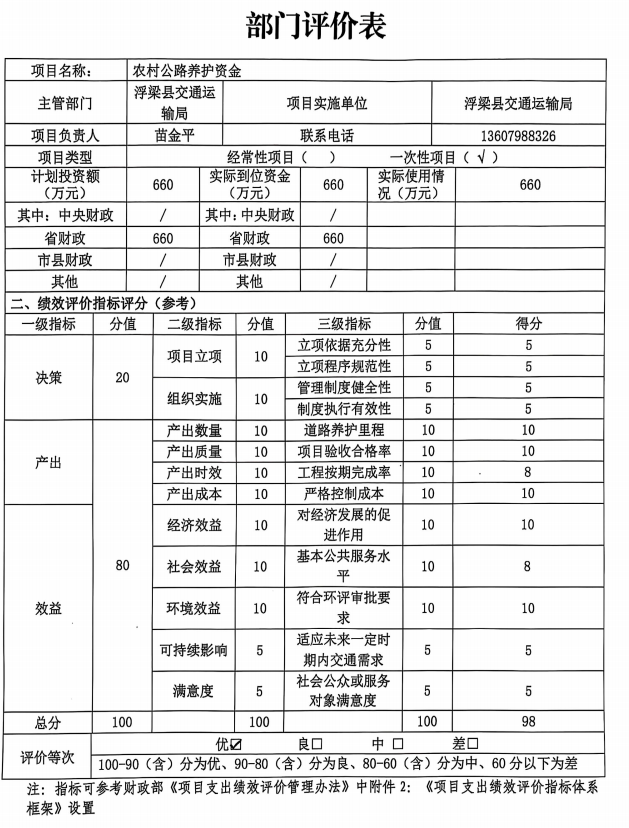 部门评价表
项目名称： 农村公路养护资金
主管部门 浮梁县交通运输局 项目实施单位 浮梁县交通运输局
项目负责人 苗金平 联系电话 13607988326
项目类型 经常性项目（ ） 一次性项目（√）
计划投资额（万元） 660 实际到位资金（万元） 660 实际使用情况（万元） 660
其中：中央财政 / 其中：中央财政 /
省财政 660 省财政 660
市县财政 / 市县财政 /
其他 / 其他 /
二、绩效评价指标评分（参考）
一级指标 分值 二级指标 分值 三级指标 分值 得分
决策 20 项目立项 10 立项依据充分性 5 5
立项程序规范性 5 5
组织实施 10 管理制度健全性 5 5
制度执行有效性 5 5
产出 80 产出数量 10 道路养护里程 10 10
产出质量 10 项目验收合格率 10 10
产出时效 10 工程按期完成率 10 8
产出成本 10 严格控制成本 10 10
效益 经济效益 10 对经济发展的促进作用 10 10
社会效益 10 基本公共服务水平 10 8
环境效益 10 符合环评审批要求 10 10
可持续影响 5 适应未来一定时期内交通需求 5 5
满意度 5 社会公众或服务对象满意度 5 5
总分 100 100 100 98
评价等次 优☑ 良□ 中 □ 差□
100-90（含）分为优、90-80（含）分为良、80-60（含）分为中、60分以下为差
注：指标可参考财政部《项目支出绩效评价管理办法》中附件2：《项目支出绩效评价指标体系
框架》设置